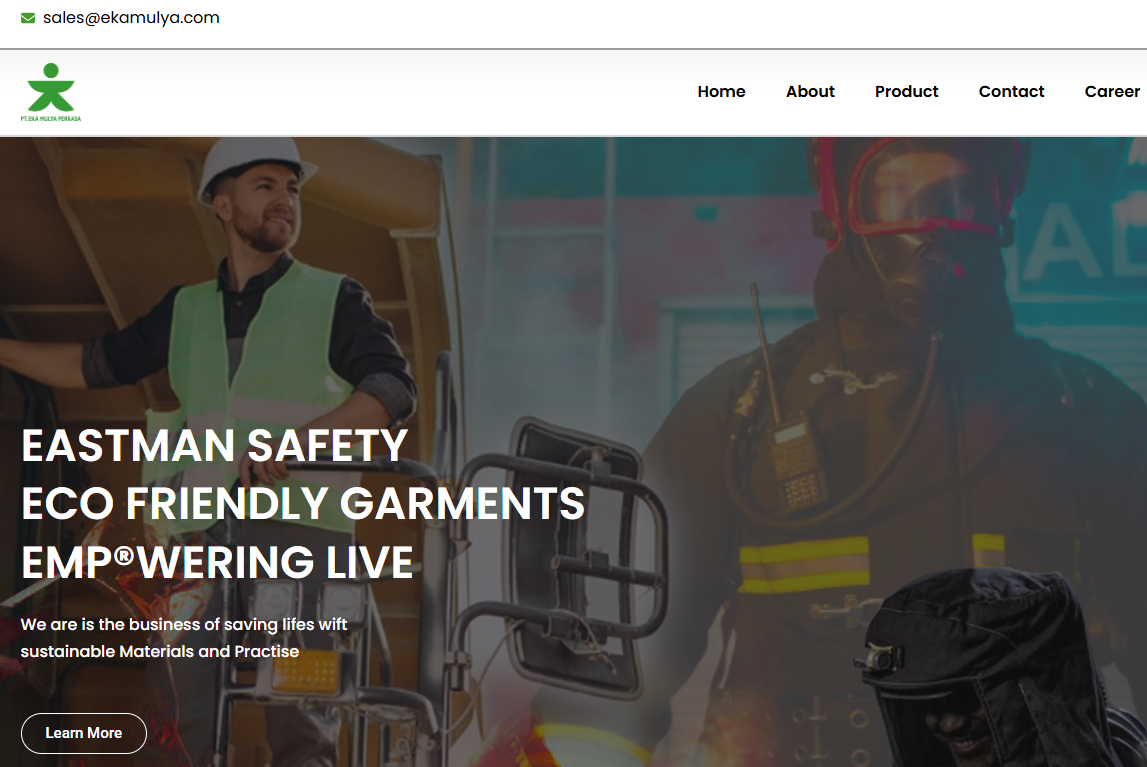 sales@ekamulya.com
PT. EKA MULYA PERKASA
Home About Product Contact Career
AD
EASTMAN SAFETY
ECO FRIENDLY GARMENTS
EMP®WERING LIVE
We are is the business of saving lifes wift
sustainable Materials and Practise
Learn More